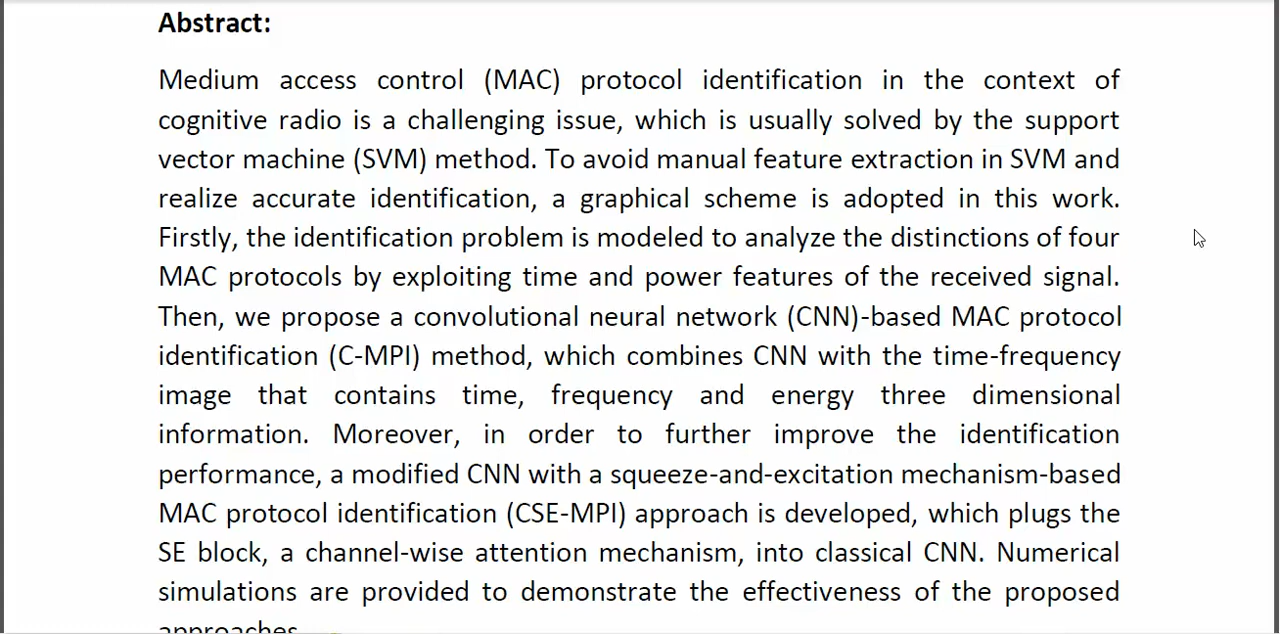 Abstract:
Medium access control (MAC) protocol identification in the context of
cognitive radio is a challenging issue, which is usually solved by the support
vector machine (SVM) method. To avoid manual feature extraction in SVM and
realize accurate identification, a graphical scheme is adopted in this work.
Firstly, the identification problem is modeled to analyze the distinctions of four
MAC protocols by exploiting time and power features of the received signal.
Then, we propose a convolutional neural network (CNN)-based MAC protocol
identification (C-MPI) method, which combines CNN with the time-frequency
image that contains time, frequency and energy three dimensional
information. Moreover, in order to further improve the identification
performance, a modified CNN with a squeeze-and-excitation mechanism-based
MAC protocol identification (CSE-MPI) approach is developed, which plugs the
SE block, a channel-wise attention mechanism, into classical CNN. Numerical
simulations are provided to demonstrate the effectiveness of the proposed
approaches.